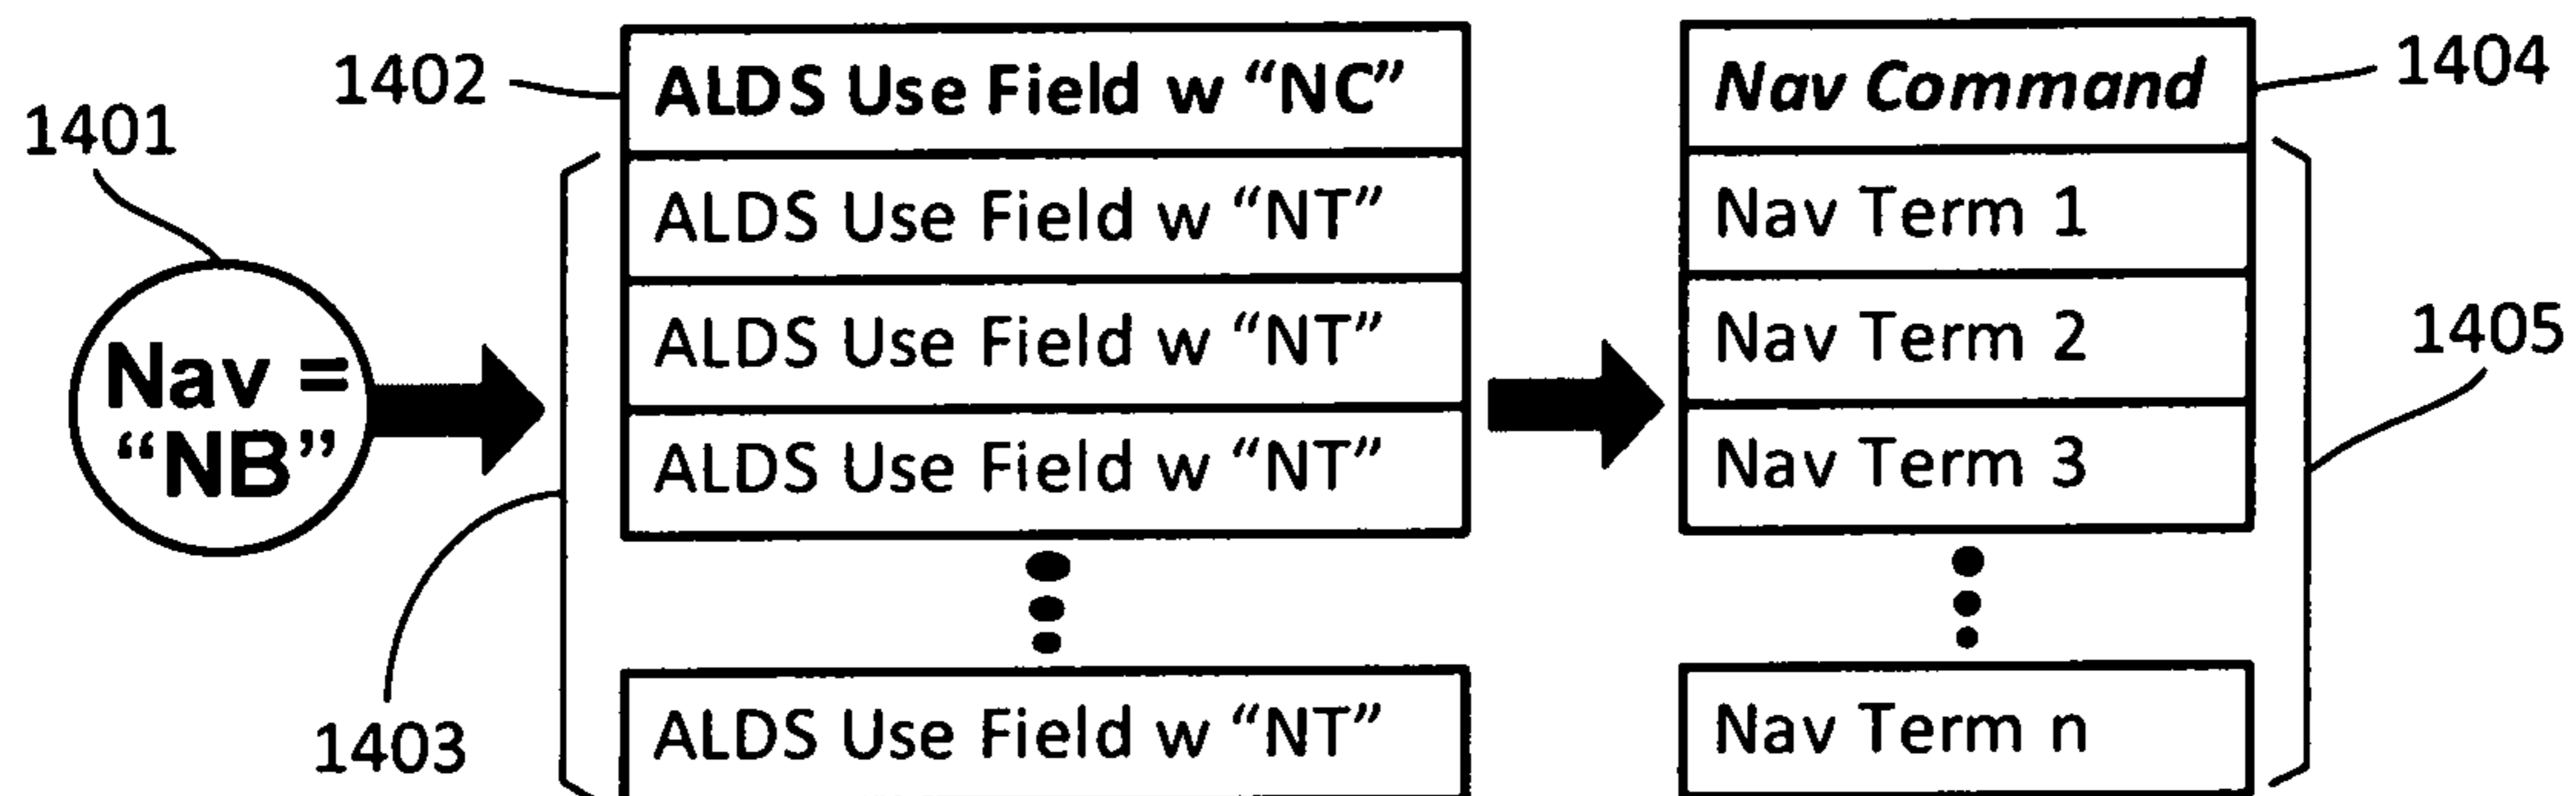 1401
Nav =
“NB”
1402
1403
ALDS Use Field w “NC”
ALDS Use Field w “NT”
ALDS Use Field w “NT”
ALDS Use Field w “NT”
ALDS Use Field w “NT”
Nav Command
Nav Term 1
Nav Term 2
Nav Term 3
Nav Term n
1404
1405